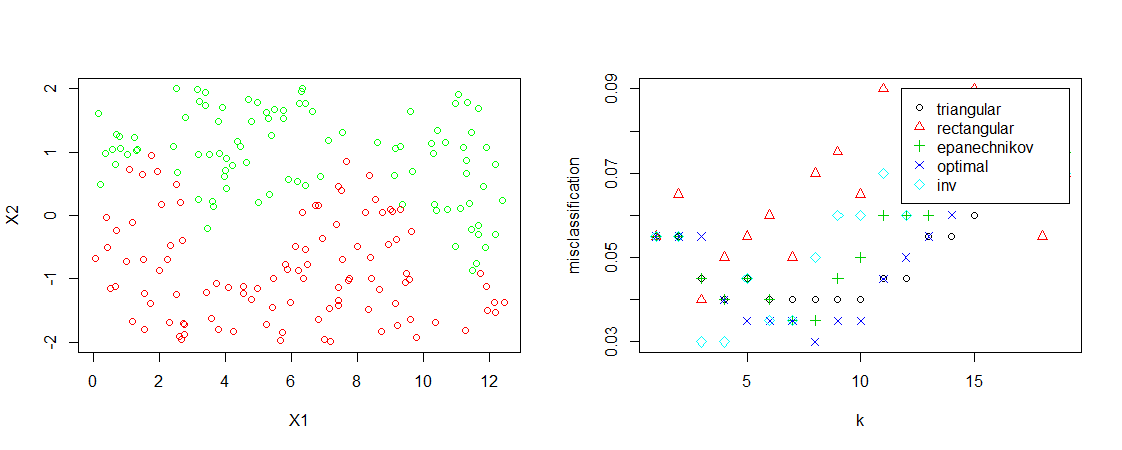 2
1
0
-1
-2
X2
0 2 4 6 8 10 12
X1
0.09
0.07
0.05
0.03
misclassification
5 10 15
k
triangular
rectangular
epanechnikov
optimal
inv